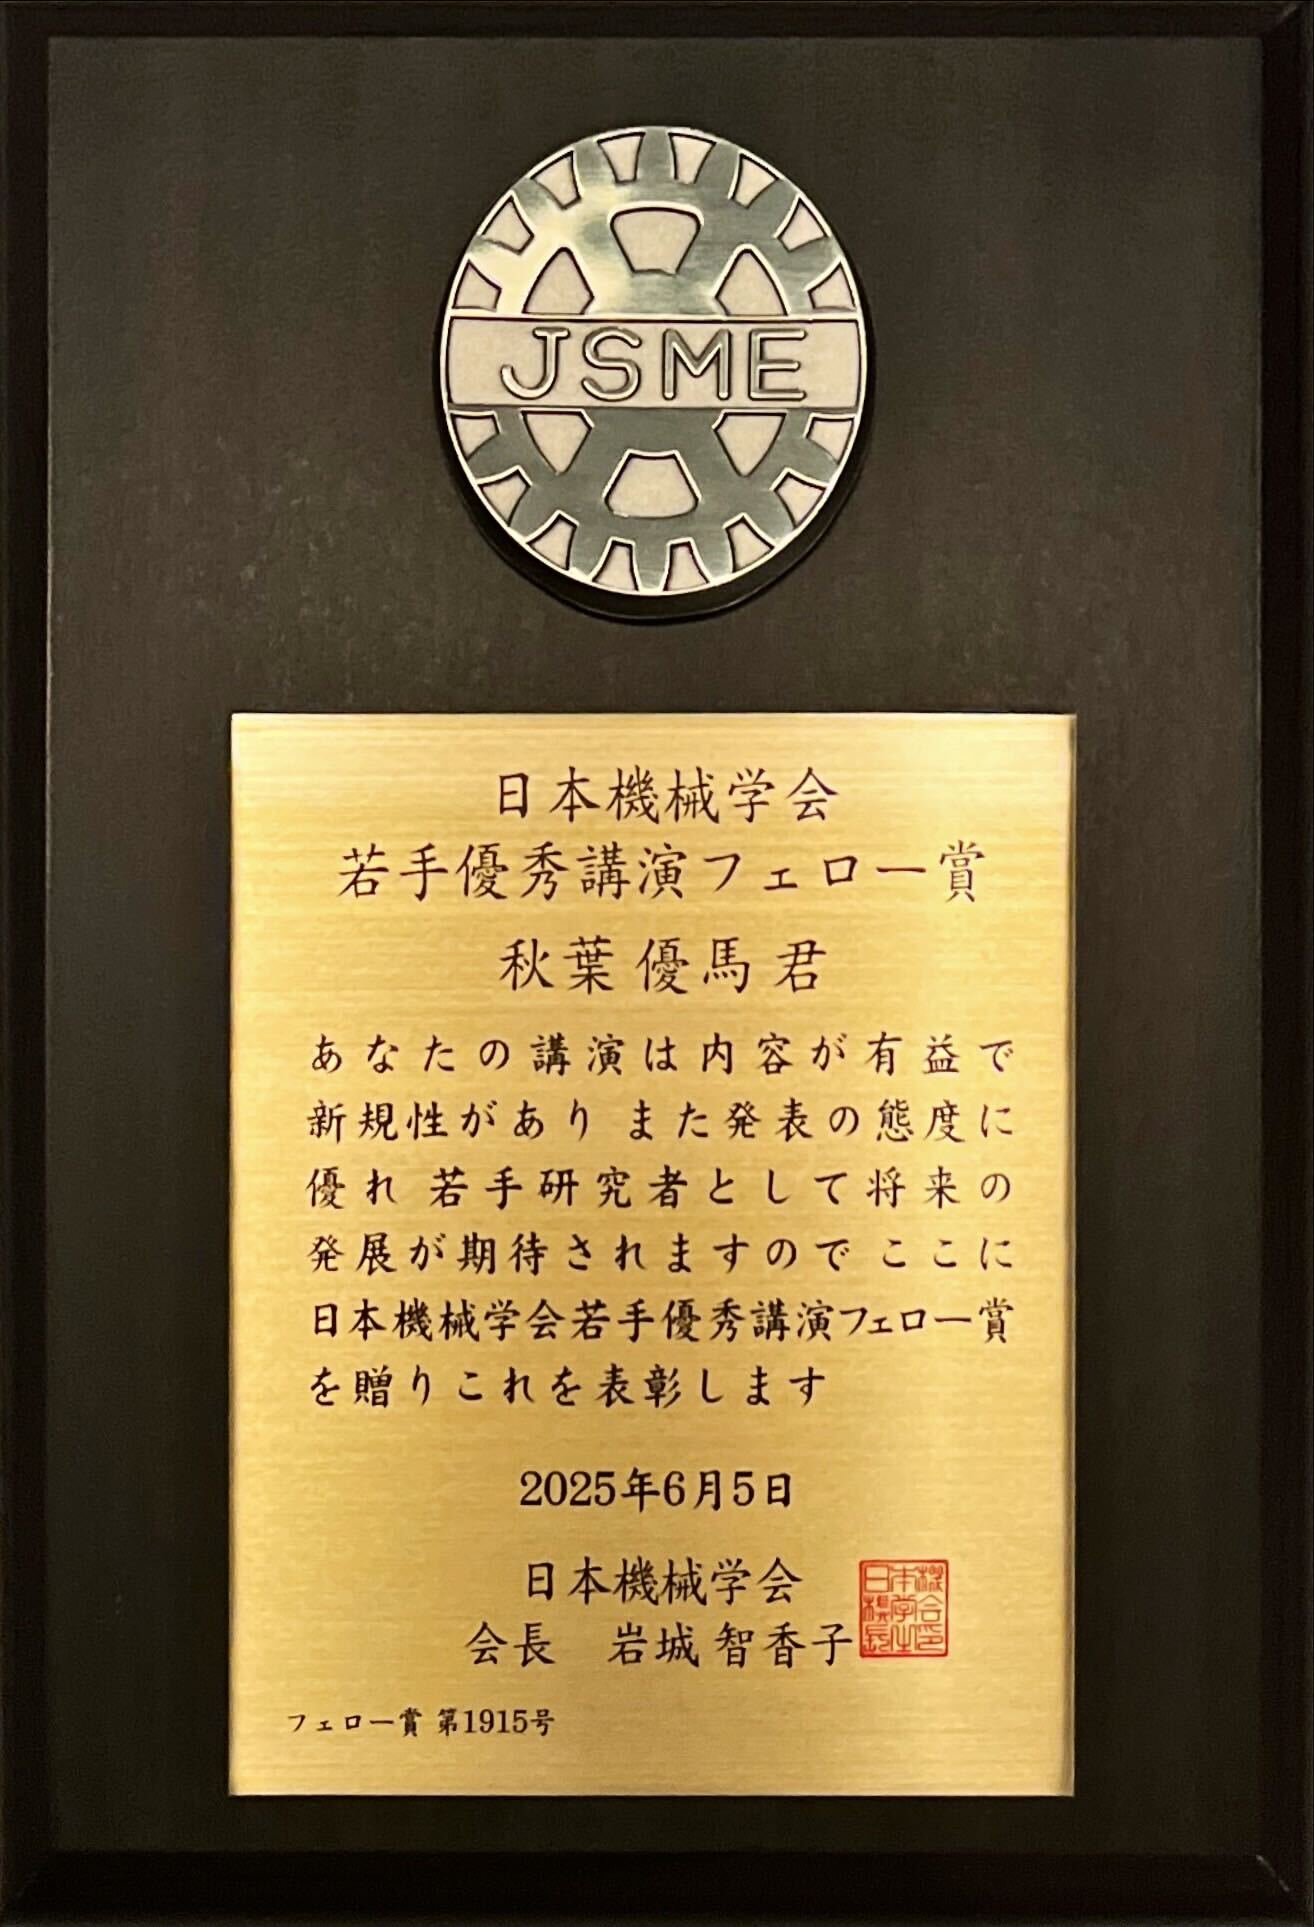 JSME
日本機械学会
若手優秀講演フェロー賞
秋葉 優馬 君
あなたの講演は内容が有益で
新規性があり また発表の態度に
優れ 若手研究者として将来の
発展が期待されますので ここに
日本機械学会若手優秀講演フェロー賞
を贈りこれを表彰します
2025年6月5日
日本機械学会
会長 岩城 智香子
フェロー賞 第1915号